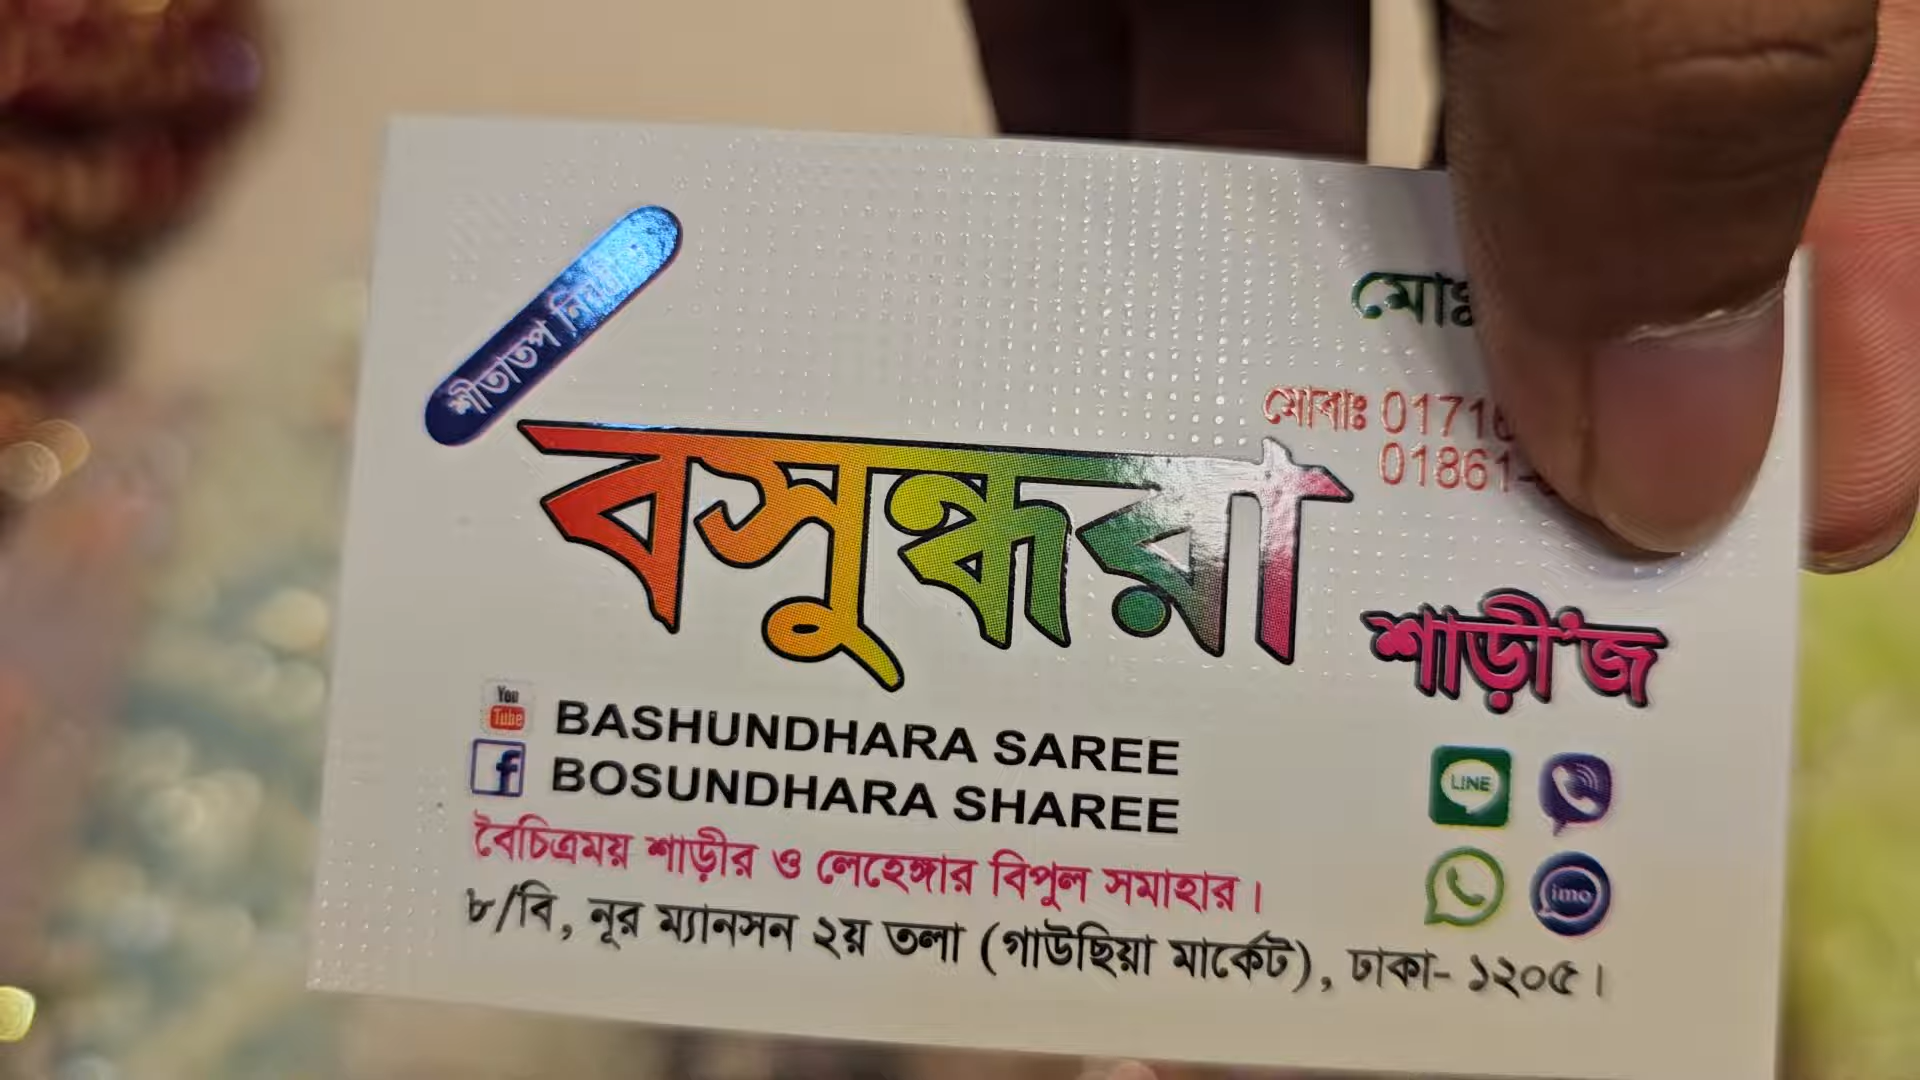 শীতাতপ
মোবাঃ 01716
01861-
বসুন্ধরা
শাড়ী'জ
You Tube BASHUNDHARA SAREE
f BOSUNDHARA SHAREE
LINE
imo
বৈচিত্রময় শাড়ীর ও লেহেঙ্গার বিপুল সমাহার।
৮/বি, নূর ম্যানসন ২য় তলা (গাউছিয়া মার্কেট), ঢাকা- ১২০৫।